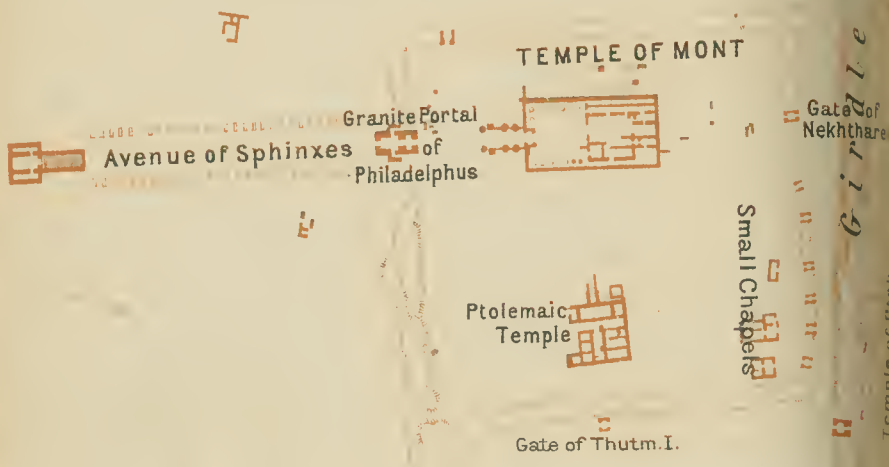 TEMPLE OF MONT
Granite Portal
of
Philadelphus
Avenue of Sphinxes
Gate of
Nekhthare
Girdle
Small Chapels
Ptolemaic
Temple
Gate of Thutm. I.